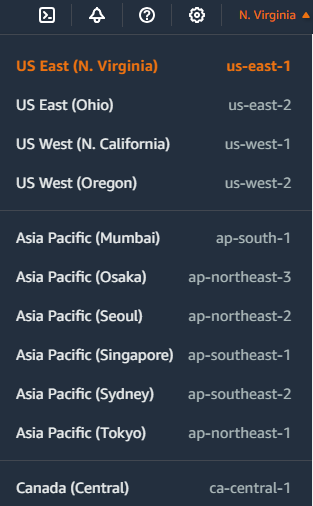 N. Virginia
US East (N. Virginia) us-east-1
US East (Ohio) us-east-2
US West (N. California) us-west-1
US West (Oregon) us-west-2
Asia Pacific (Mumbai) ap-south-1
Asia Pacific (Osaka) ap-northeast-3
Asia Pacific (Seoul) ap-northeast-2
Asia Pacific (Singapore) ap-southeast-1
Asia Pacific (Sydney) ap-southeast-2
Asia Pacific (Tokyo) ap-northeast-1
Canada (Central) ca-central-1